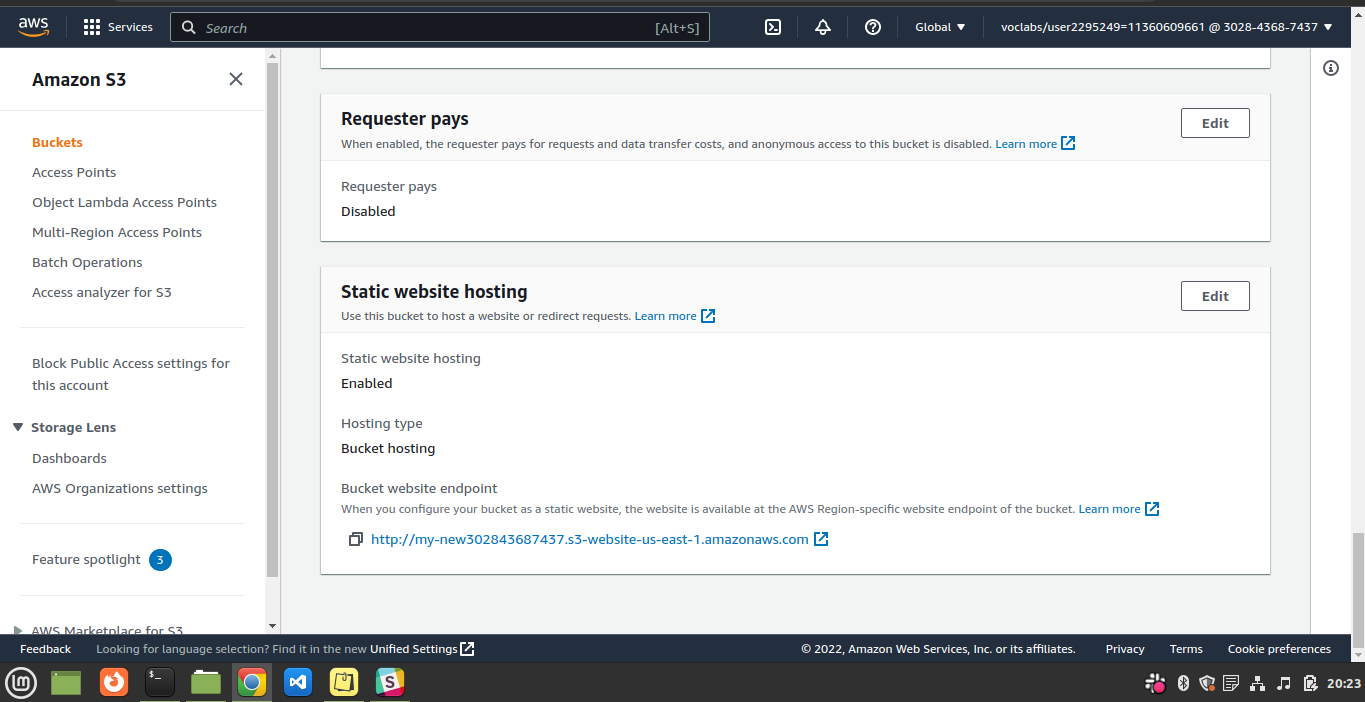 aws
Services
Search
[Alt+S]
Global
voclabs/user2295249=11360609661 @ 3028-4368-7437
Amazon S3
Buckets
Access Points
Object Lambda Access Points
Multi-Region Access Points
Batch Operations
Access analyzer for S3
Block Public Access settings for
this account
Storage Lens
Dashboards
AWS Organizations settings
Feature spotlight 3
AWS Marketplace for S3
Requester pays
Edit
When enabled, the requester pays for requests and data transfer costs, and anonymous access to this bucket is disabled. Learn more
Requester pays
Disabled
Static website hosting
Edit
Use this bucket to host a website or redirect requests. Learn more
Static website hosting
Enabled
Hosting type
Bucket hosting
Bucket website endpoint
When you configure your bucket as a static website, the website is available at the AWS Region-specific website endpoint of the bucket. Learn more
http://my-new302843687437.s3-website-us-east-1.amazonaws.com
Feedback
Looking for language selection? Find it in the new Unified Settings
© 2022, Amazon Web Services, Inc. or its affiliates.
Privacy
Terms
Cookie preferences
20:23